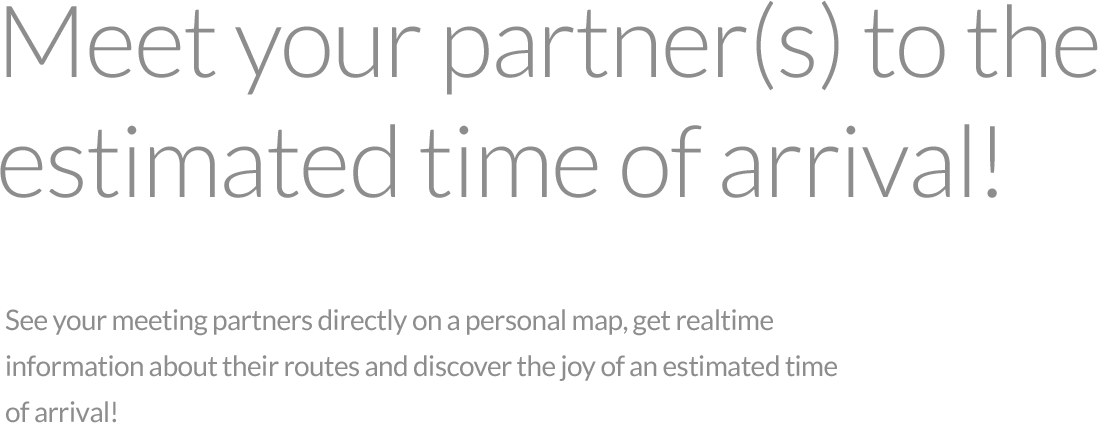 Meet your partner(s) to the
estimated time of arrival!
See your meeting partners directly on a personal map, get realtime
information about their routes and discover the joy of an estimated time
of arrival!